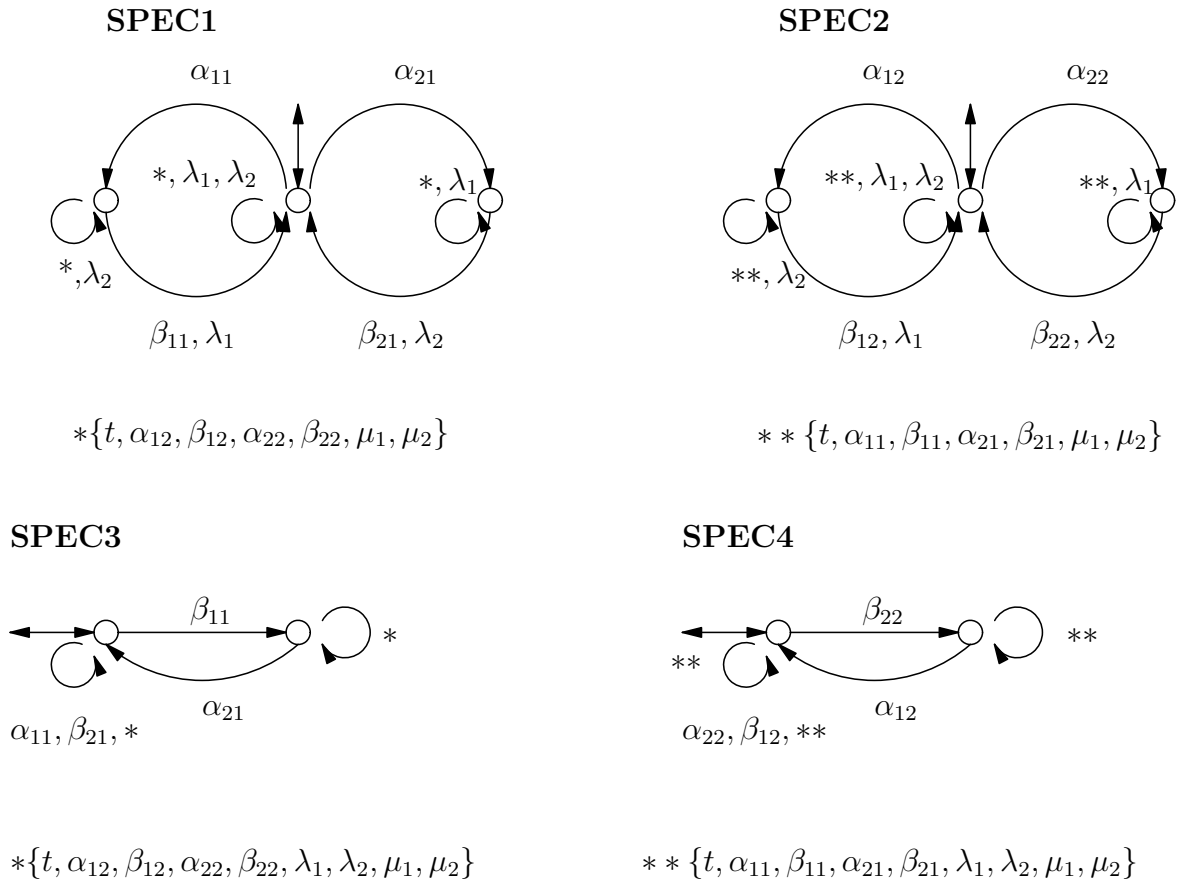 SPEC1 SPEC2
α₁₁ α₂₁ α₁₂ α₂₂
*, λ₁, λ₂ *, λ₁ **, λ₁, λ₂ **, λ₁
*, λ₂ **, λ₂
β₁₁, λ₁ β₂₁, λ₂ β₁₂, λ₁ β₂₂, λ₂
*{t, α₁₂, β₁₂, α₂₂, β₂₂, μ₁, μ₂} **{t, α₁₁, β₁₁, α₂₁, β₂₁, μ₁, μ₂}
SPEC3 SPEC4
β₁₁ β₂₂
* ** **
α₂₁ α₁₂
α₁₁, β₂₁, * α₂₂, β₁₂, **
*{t, α₁₂, β₁₂, α₂₂, β₂₂, λ₁, λ₂, μ₁, μ₂} **{t, α₁₁, β₁₁, α₂₁, β₂₁, λ₁, λ₂, μ₁, μ₂}